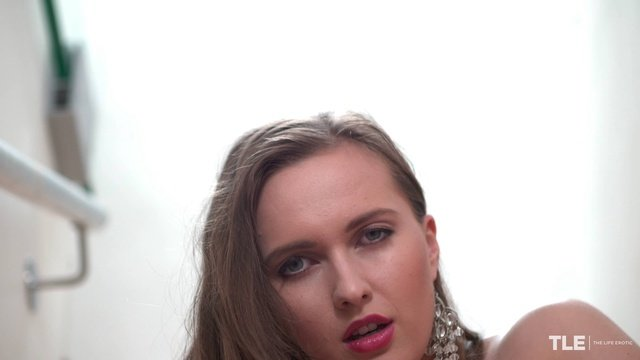 TLE | THE LIFE EROTIC